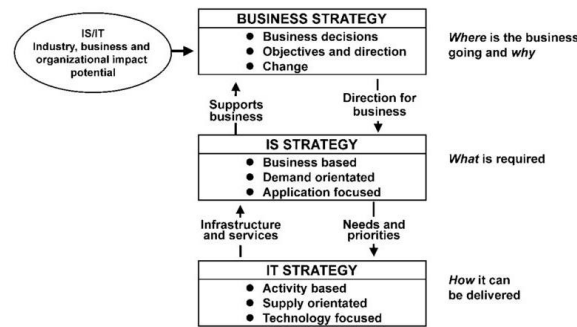 IS/IT
Industry, business and
organizational impact
potential
BUSINESS STRATEGY
● Business decisions
● Objectives and direction
● Change
Where is the business
going and why
Supports
business
Direction for
business
IS STRATEGY
● Business based
● Demand orientated
● Application focused
What is required
Infrastructure
and services
Needs and
priorities
IT STRATEGY
● Activity based
● Supply orientated
● Technology focused
How it can
be delivered